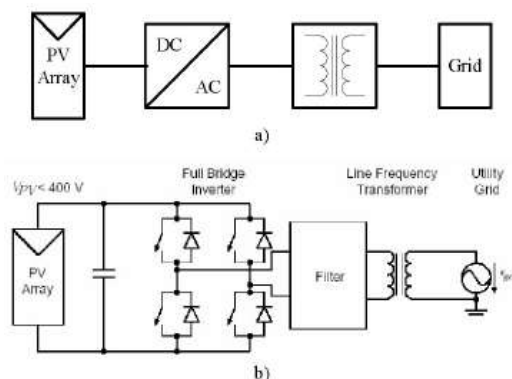 PV
Array
DC
AC
Grid
a)
VPV< 400 V
Full Bridge
Inverter
Line Frequency
Transformer
Utility
Grid
PV
Array
Filter
b)